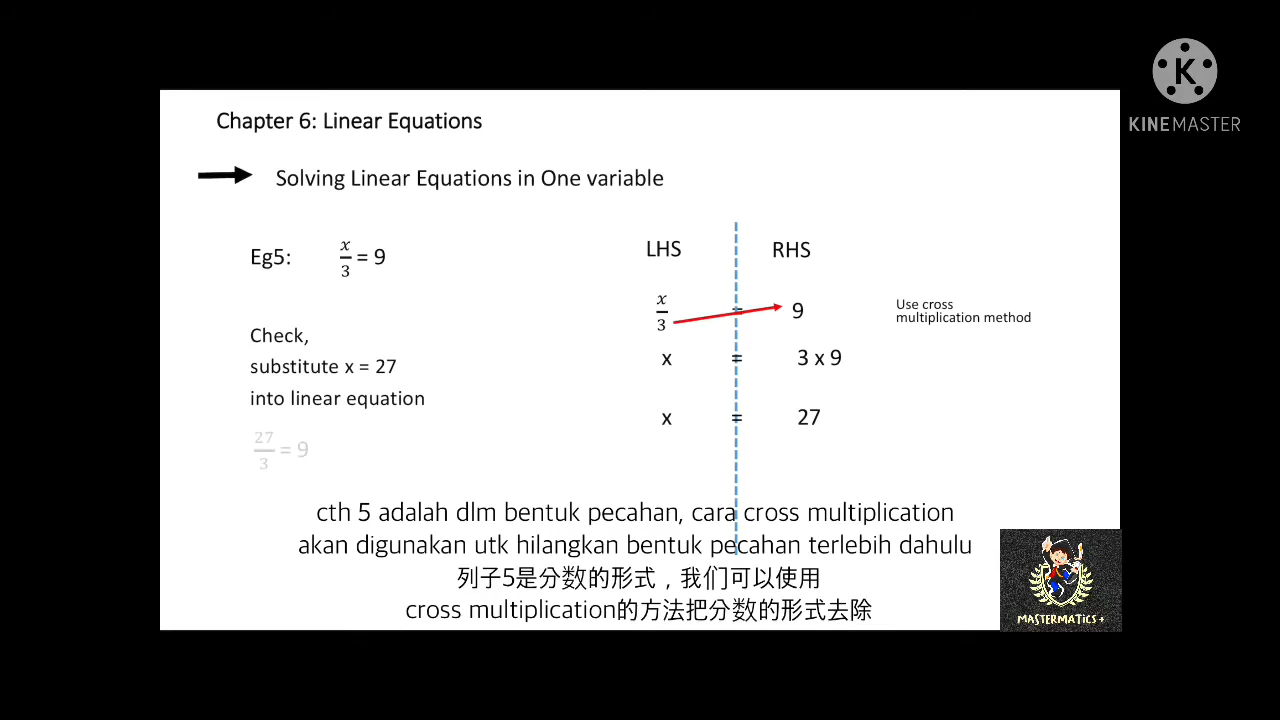 K
KINEMASTER
Chapter 6: Linear Equations
Solving Linear Equations in One variable
Eg5: x/3 = 9
LHS RHS
x/3 = 9
Use cross
multiplication method
x = 3 x 9
x = 27
Check,
substitute x = 27
into linear equation
27/3 = 9
cth 5 adalah dlm bentuk pecahan, cara cross multiplication
akan digunakan utk hilangkan bentuk pecahan terlebih dahulu
列子5是分数的形式，我们可以使用
cross multiplication的方法把分数的形式去除
MASTERMATICS +